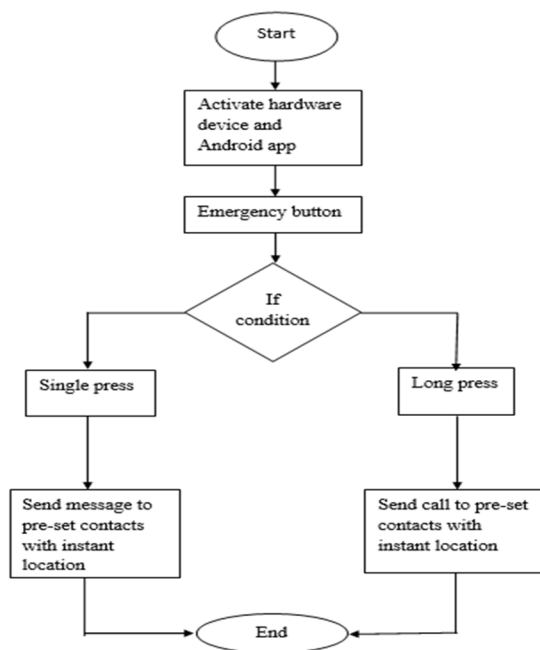 Start
Activate hardware
device and
Android app
Emergency button
If
condition
Single press
Long press
Send message to
pre-set contacts
with instant
location
Send call to pre-set
contacts with
instant location
End